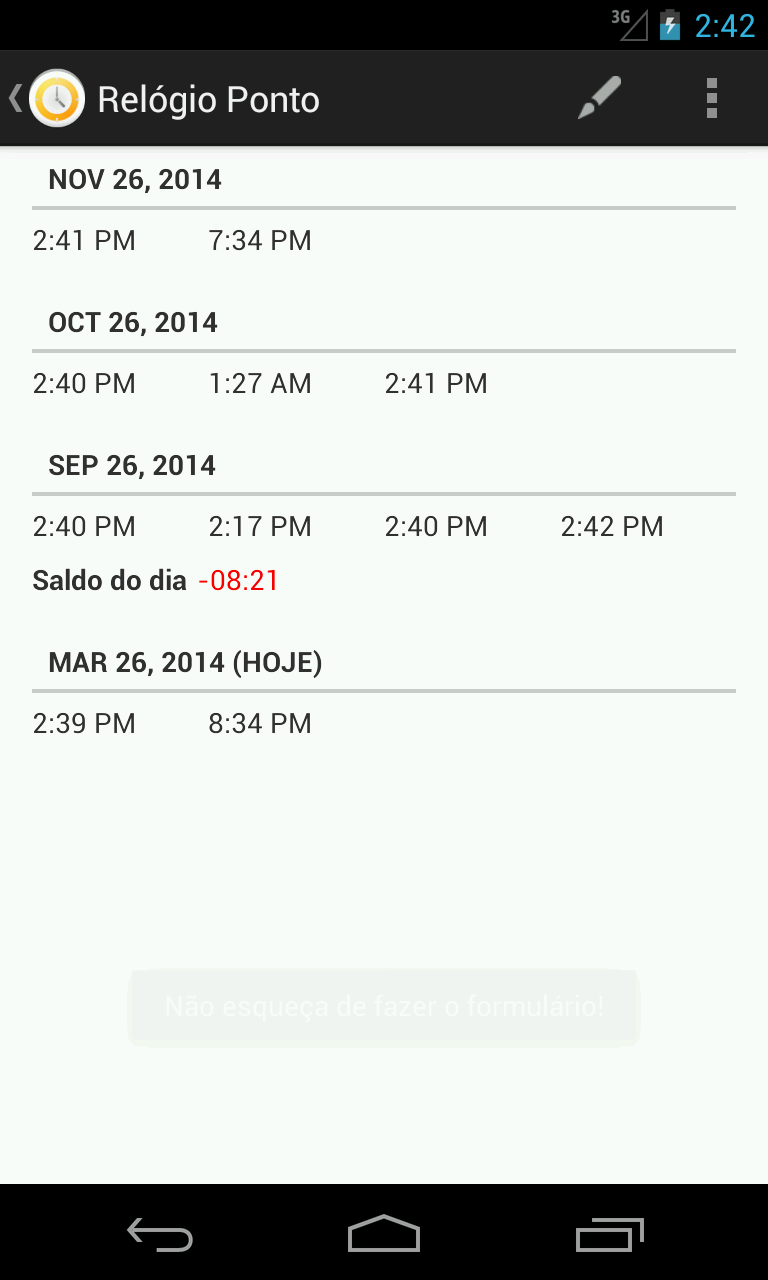 3G 2:42
Relógio Ponto
NOV 26, 2014
2:41 PM 7:34 PM
OCT 26, 2014
2:40 PM 1:27 AM 2:41 PM
SEP 26, 2014
2:40 PM 2:17 PM 2:40 PM 2:42 PM
Saldo do dia -08:21
MAR 26, 2014 (HOJE)
2:39 PM 8:34 PM
Não esqueça de fazer o formulário!